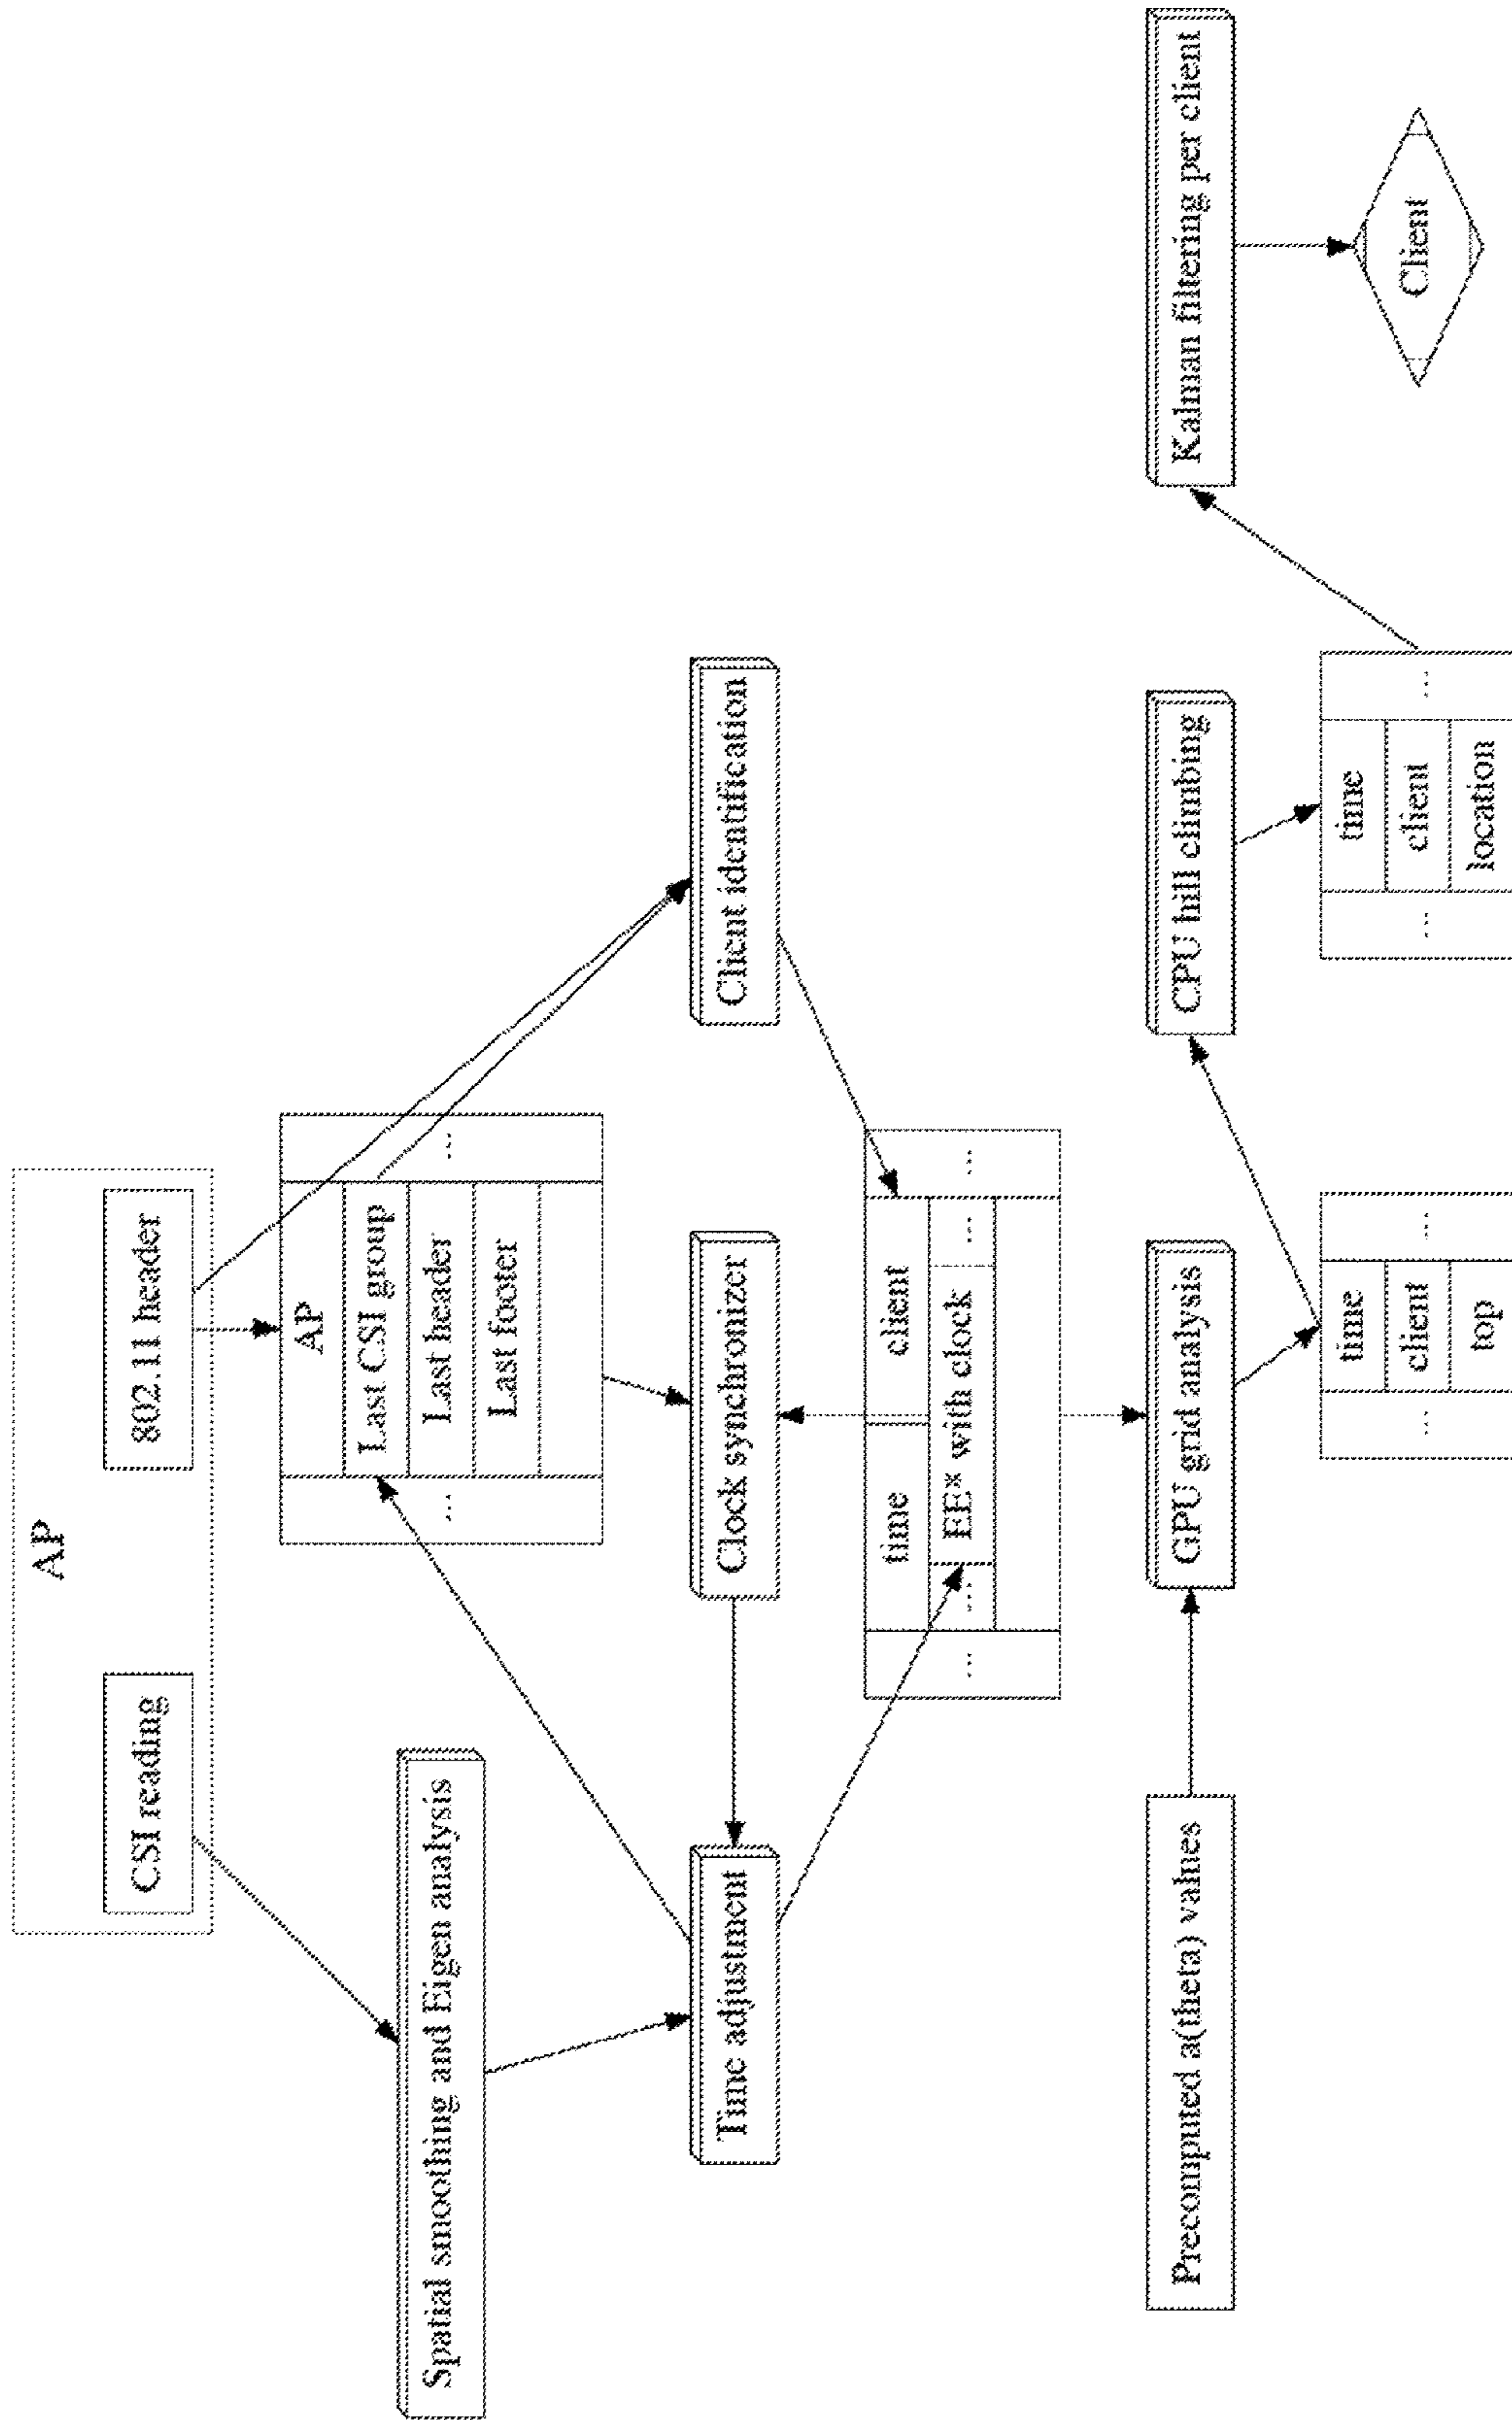 AP
CSI reading
802.11 header
Spatial smoothing and Eigen analysis
...
AP
Last CSI group
Last header
Last footer
...
Time adjustment
Clock synchronizer
Client identification
...
time
client
...
EE* with clock
...
...
Precomputed a(theta) values
GPU grid analysis
CPU hill climbing
Kalman filtering per client
...
time
client
top
...
...
time
client
location
...
Client